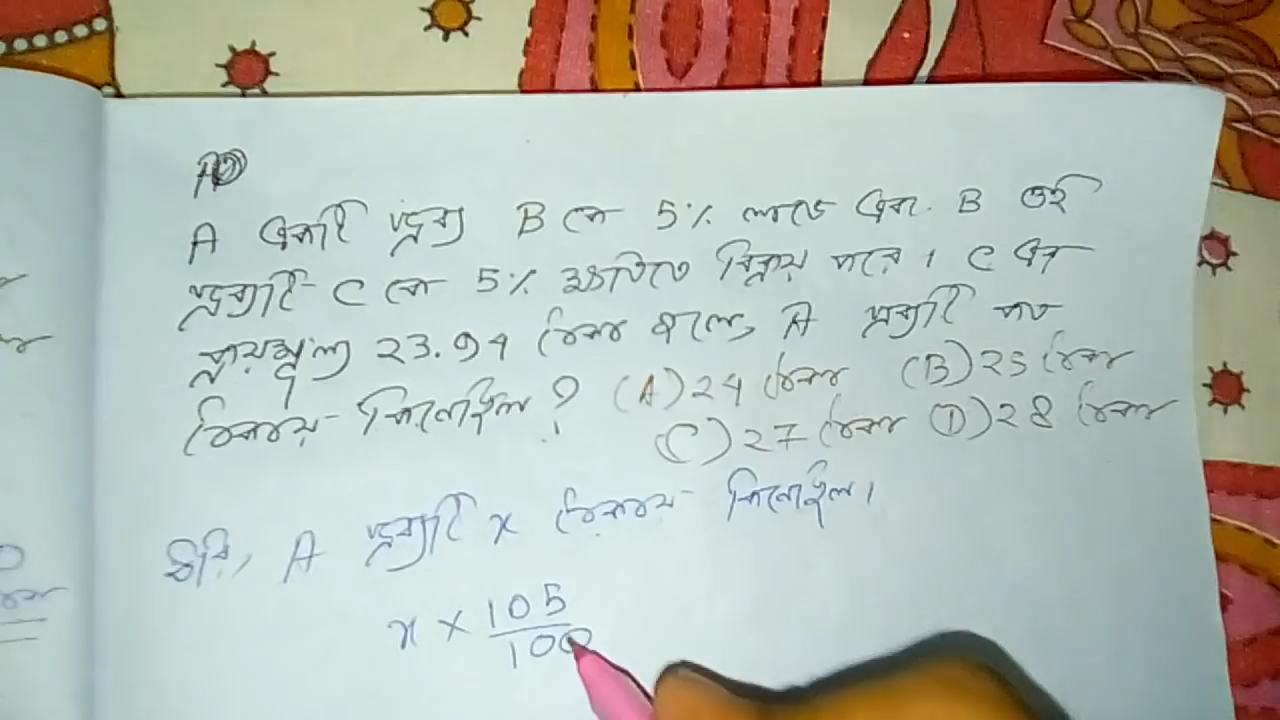 A একটি দ্রব্য B কে 5% লাভে এবং B ওই
দ্রব্যটি C কে 5% ক্ষতিতে বিক্রয় করে। C এর
ক্রয়মূল্য 23.94 টাকা হলে, A দ্রব্যটি কত
টাকায় কিনেছিল? (A) 24 টাকা (B) 25 টাকা
(C) 27 টাকা (D) 28 টাকা
ধরি, A দ্রব্যটি x টাকায় কিনেছিল।
x × 105/100